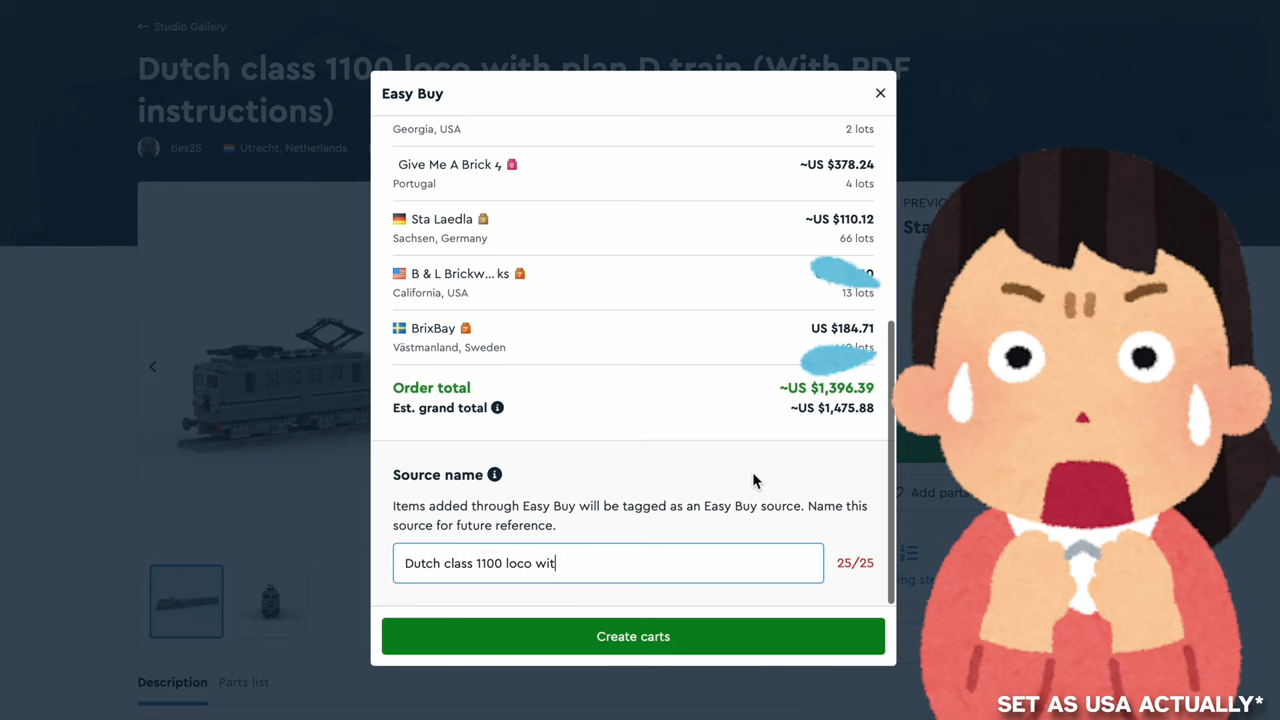 ← Studio Gallery
Dutch class 1100 loco with plan D train (With PDF
instructions)
ties25 Utrecht, Netherlands
Easy Buy
Georgia, USA 2 lots
Give Me A Brick ~US $378.24
Portugal 4 lots
Sta Laedla ~US $110.12
Sachsen, Germany 66 lots
B & L Brickw... ks
California, USA 13 lots
BrixBay US $184.71
Västmanland, Sweden lots
Order total ~US $1,396.39
Est. grand total ~US $1,475.88
Source name
Items added through Easy Buy will be tagged as an Easy Buy source. Name this
source for future reference.
Dutch class 1100 loco wit 25/25
Create carts
Add parts
Description Parts list
SET AS USA ACTUALLY*